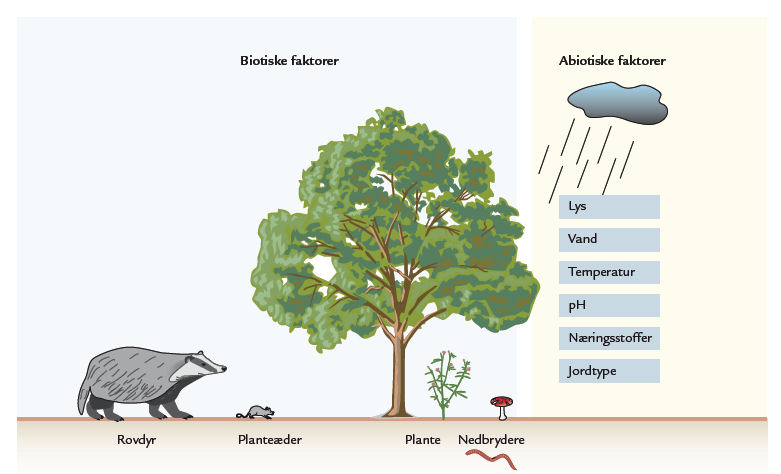 Biotiske faktorer
Abiotiske faktorer
Lys
Vand
Temperatur
pH
Næringsstoffer
Jordtype
Rovdyr
Planteæder
Plante
Nedbrydere